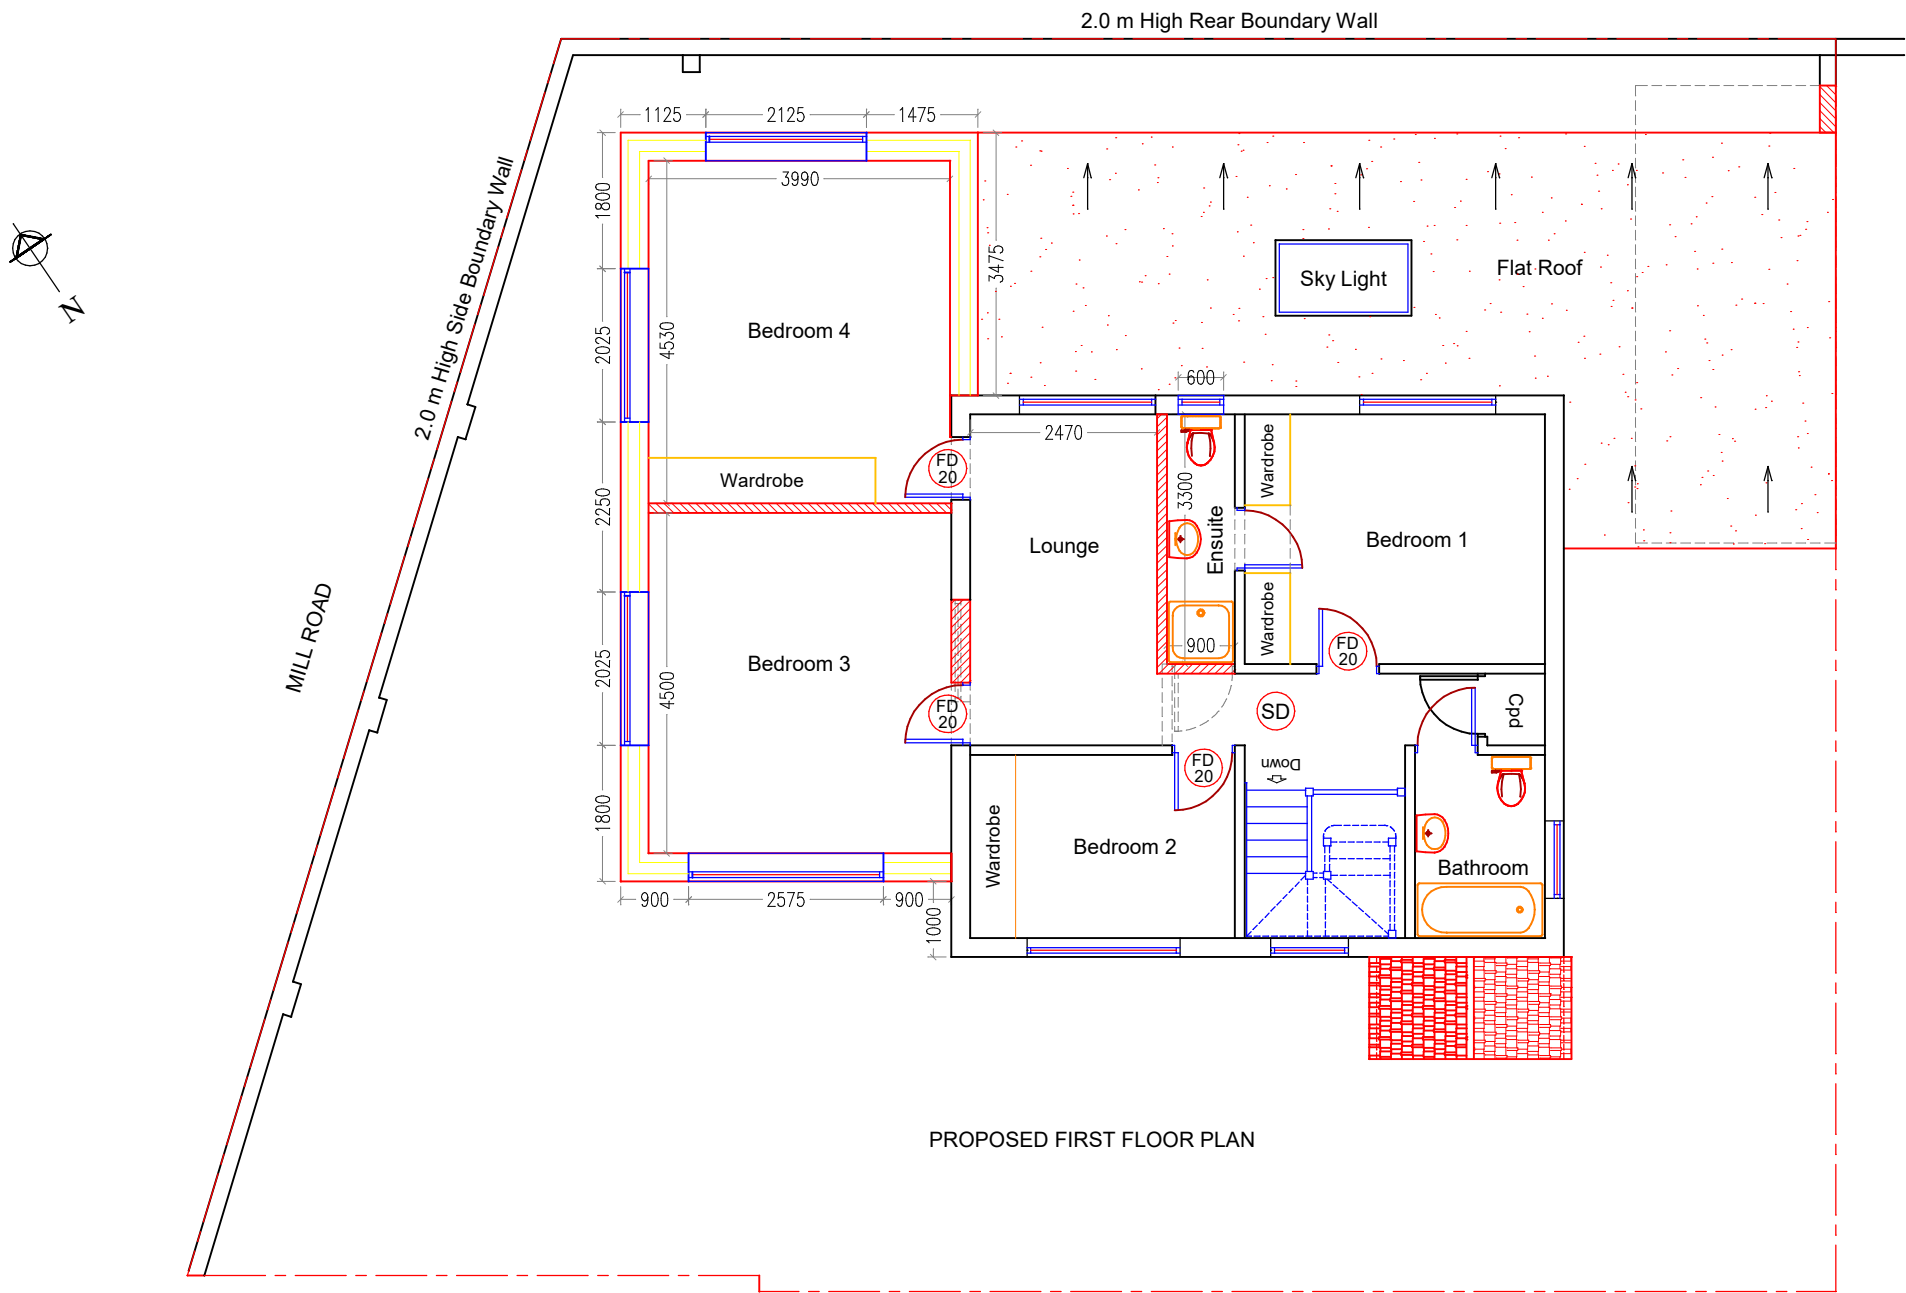 2.0 m High Rear Boundary Wall
1125
2125
1475
3990
1800
2.0 m High Side Boundary Wall
N
3475
Sky Light
Flat Roof
2025
4530
Bedroom 4
600
2470
Wardrobe
FD
20
Wardrobe
2250
3300
Ensuite
Lounge
Bedroom 1
MILL ROAD
Wardrobe
900
FD
20
2025
4500
Bedroom 3
FD
20
SD
Cpd
Down
FD
20
1800
Wardrobe
Bedroom 2
Bathroom
900
2575
900
1000
PROPOSED FIRST FLOOR PLAN